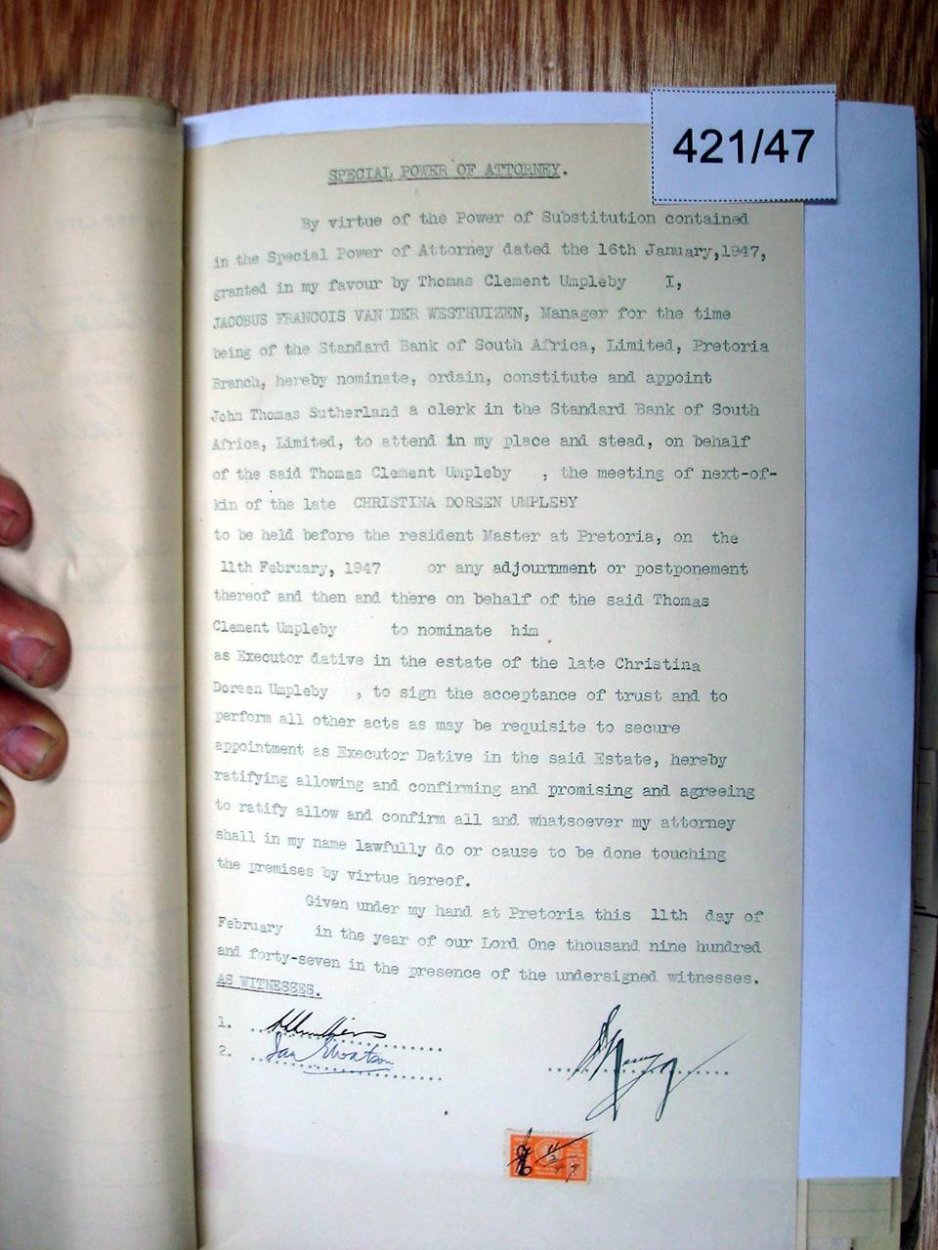 421/47
SPECIAL POWER OF ATTORNEY.
By virtue of the Power of Substitution contained
in the Special Power of Attorney dated the 16th January,1947,
granted in my favour by Thomas Clement Umpleby I,
JACOBUS FRANCOIS VAN DER WESTHUIZEN, Manager for the time
being of the Standard Bank of South Africa, Limited, Pretoria
Branch, hereby nominate, ordain, constitute and appoint
John Thomas Sutherland a clerk in the Standard Bank of South
Africa, Limited, to attend in my place and stead, on behalf
of the said Thomas Clement Umpleby , the meeting of next-of-
kin of the late CHRISTINA DOREEN UMPLEBY
to be held before the resident Master at Pretoria, on the
11th February, 1947 or any adjournment or postponement
thereof and then and there on behalf of the said Thomas
Clement Umpleby to nominate him .
as Executor dative in the estate of the late Christina
Doreen Umpleby , to sign the acceptance of trust and to
perform all other acts as may be requisite to secure
appointment as Executor Dative in the said Estate, hereby
ratifying allowing and confirming and promising and agreeing
to ratify allow and confirm all and whatsoever my attorney
shall in my name lawfully do or cause to be done touching
the premises by virtue hereof.
Given under my hand at Pretoria this 11th day of
February in the year of our Lord One thousand nine hundred
and forty-seven in the presence of the undersigned witnesses.
AS WITNESSES.
1.
2.